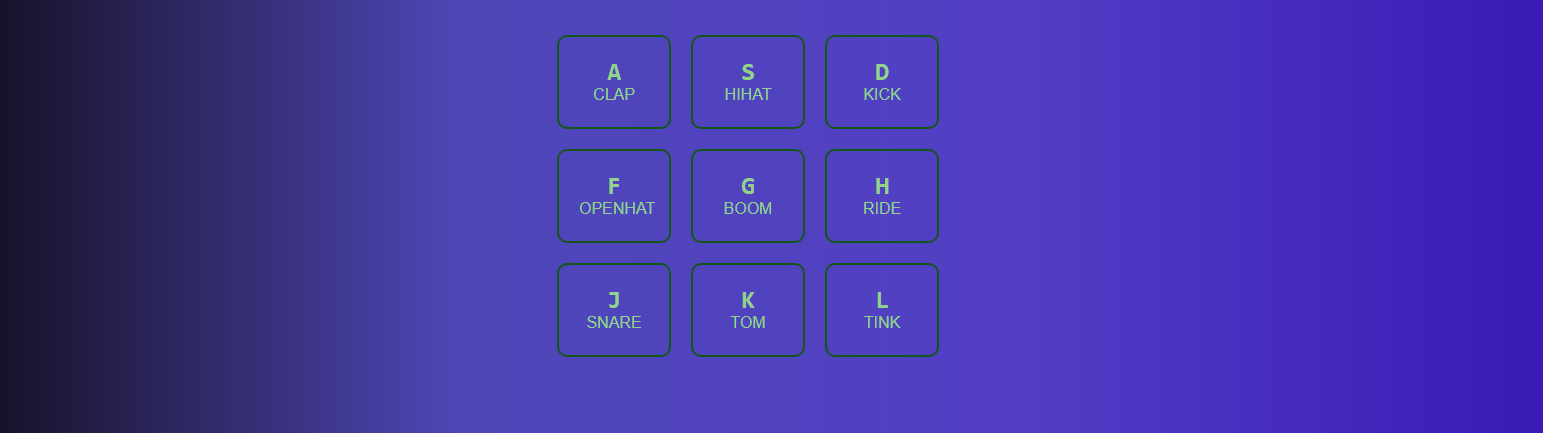 A
CLAP
S
HIHAT
D
KICK
F
OPENHAT
G
BOOM
H
RIDE
J
SNARE
K
TOM
L
TINK